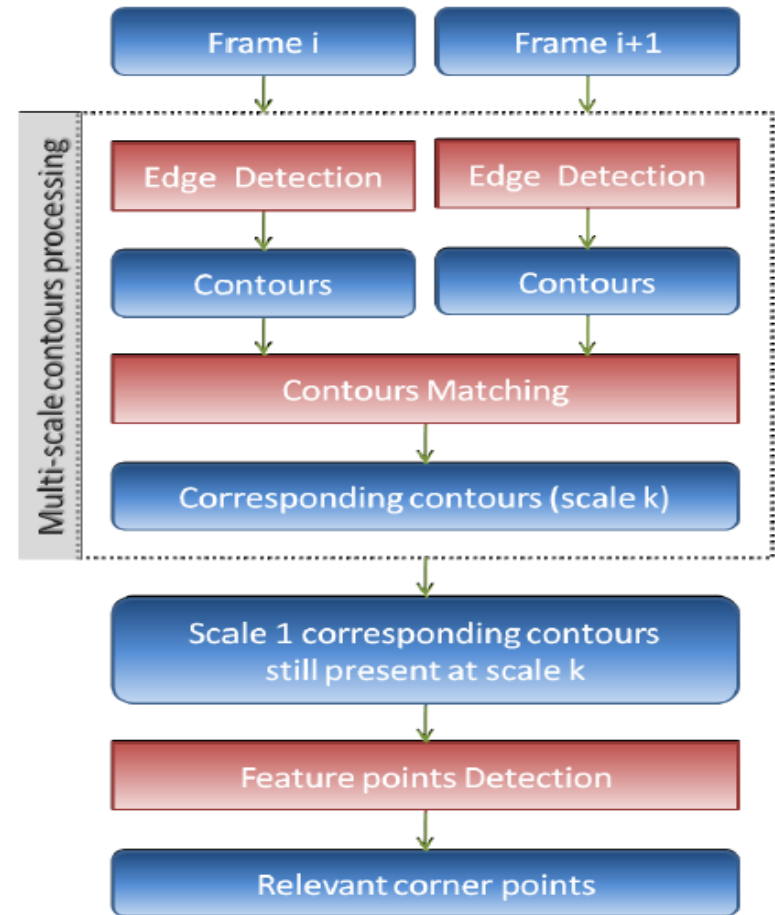 Frame i
Frame i+1
Multi-scale contours processing
Edge Detection
Edge Detection
Contours
Contours
Contours Matching
Corresponding contours (scale k)
Scale 1 corresponding contours
still present at scale k
Feature points Detection
Relevant corner points